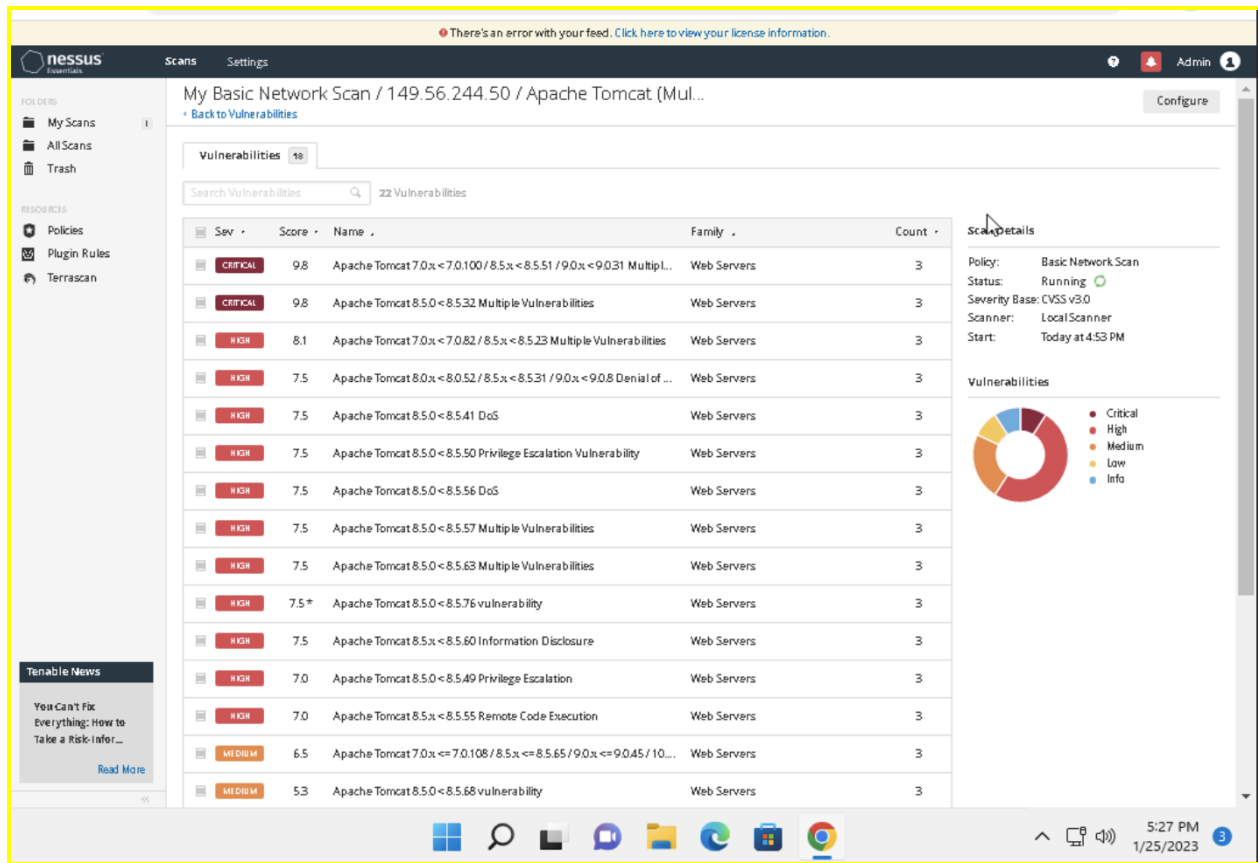 There's an error with your feed. Click here to view your license information.
nessus
Essentials
Scans
Settings
Admin
FOLDERS
My Scans
1
All Scans
Trash
RESOURCES
Policies
Plugin Rules
Terrascan
My Basic Network Scan / 149.56.244.50 / Apache Tomcat (Mul...
Configure
‹ Back to Vulnerabilities
Vulnerabilities 18
Search Vulnerabilities
22 Vulnerabilities
Sev Score Name Family Count
CRITICAL 9.8 Apache Tomcat 7.0.x < 7.0.100 / 8.5.x < 8.5.51 / 9.0.x < 9.0.31 Multipl... Web Servers 3
CRITICAL 9.8 Apache Tomcat 8.5.0 < 8.5.32 Multiple Vulnerabilities Web Servers 3
HIGH 8.1 Apache Tomcat 7.0.x < 7.0.82 / 8.5.x < 8.5.23 Multiple Vulnerabilities Web Servers 3
HIGH 7.5 Apache Tomcat 8.0.x < 8.0.52 / 8.5.x < 8.5.31 / 9.0.x < 9.0.8 Denial of ... Web Servers 3
HIGH 7.5 Apache Tomcat 8.5.0 < 8.5.41 DoS Web Servers 3
HIGH 7.5 Apache Tomcat 8.5.0 < 8.5.50 Privilege Escalation Vulnerability Web Servers 3
HIGH 7.5 Apache Tomcat 8.5.0 < 8.5.56 DoS Web Servers 3
HIGH 7.5 Apache Tomcat 8.5.0 < 8.5.57 Multiple Vulnerabilities Web Servers 3
HIGH 7.5 Apache Tomcat 8.5.0 < 8.5.63 Multiple Vulnerabilities Web Servers 3
HIGH 7.5 * Apache Tomcat 8.5.0 < 8.5.76 vulnerability Web Servers 3
HIGH 7.5 Apache Tomcat 8.5.x < 8.5.60 Information Disclosure Web Servers 3
HIGH 7.0 Apache Tomcat 8.5.0 < 8.5.49 Privilege Escalation Web Servers 3
HIGH 7.0 Apache Tomcat 8.5.x < 8.5.55 Remote Code Execution Web Servers 3
MEDIUM 6.5 Apache Tomcat 7.0.x <= 7.0.108 / 8.5.x <= 8.5.65 / 9.0.x <= 9.0.45 / 10.... Web Servers 3
MEDIUM 5.3 Apache Tomcat 8.5.0 < 8.5.68 vulnerability Web Servers 3
Scan Details
Policy: Basic Network Scan
Status: Running
Severity Base: CVSS v3.0
Scanner: Local Scanner
Start: Today at 4:53 PM
Vulnerabilities
Critical
High
Medium
Low
Info
Tenable News
You Can't Fix
Everything: How to
Take a Risk-Infor...
Read More
5:27 PM
1/25/2023
3